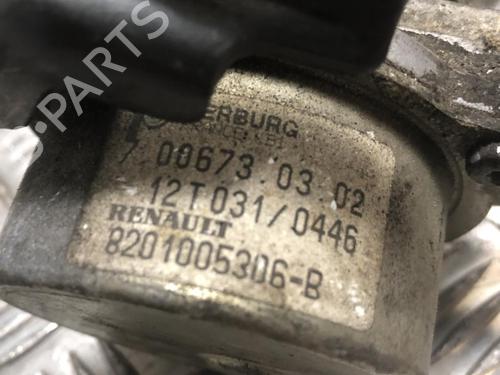 ERBURG
7.00673.03.02
12T031/0446
RENAULT
8201005306-B
B-PARTS